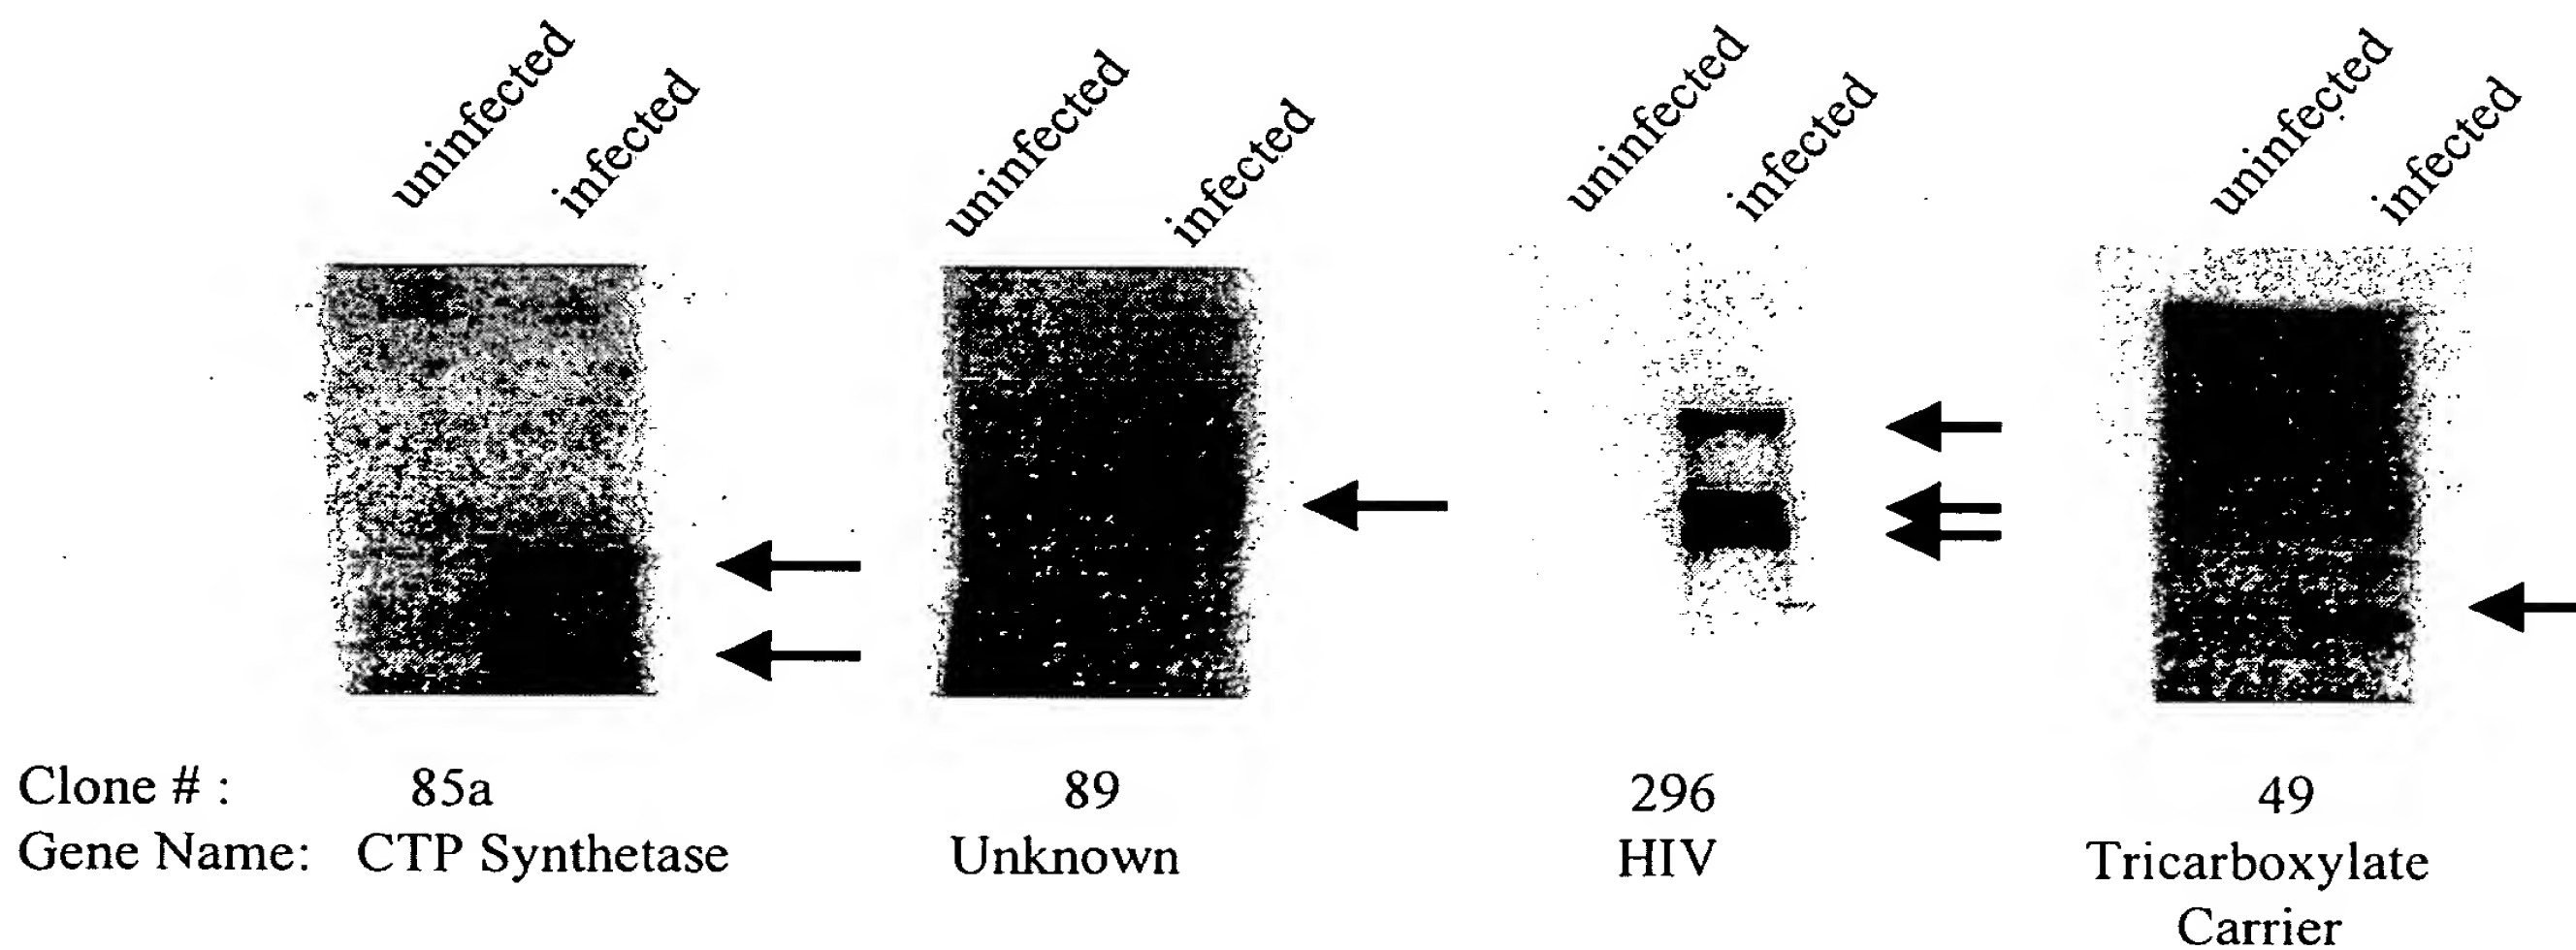 uninfected infected uninfected infected uninfected infected uninfected infected
Clone # : 85a 89 296 49
Gene Name: CTP Synthetase Unknown HIV Tricarboxylate
Carrier